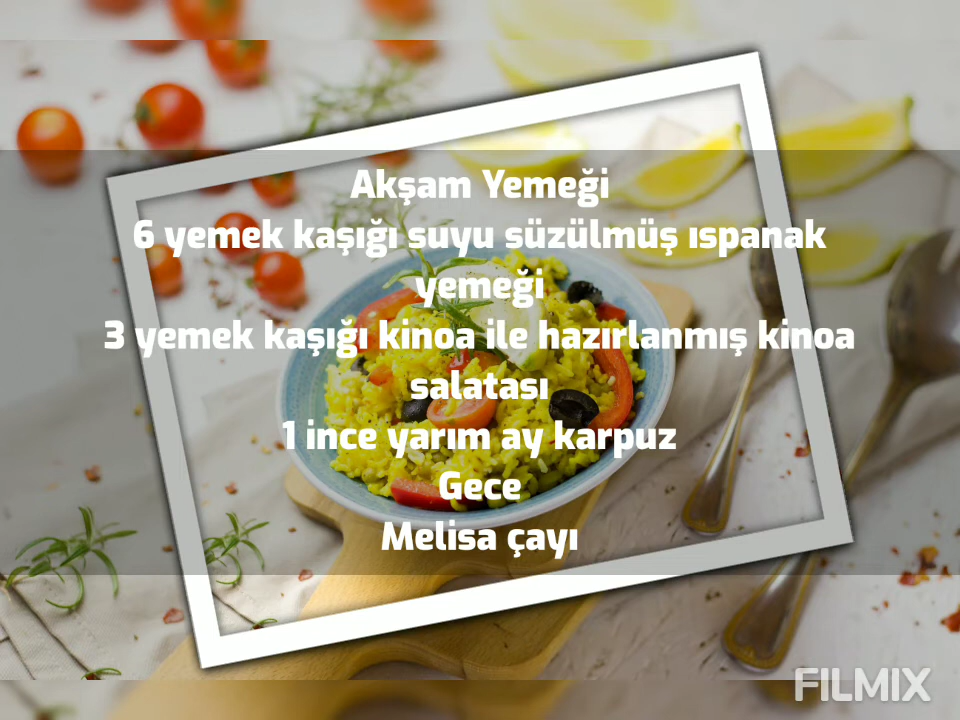 Akşam Yemeği
6 yemek kaşığı suyu süzülmüş ıspanak
yemeği
3 yemek kaşığı kinoa ile hazırlanmış kinoa
salatası
1 ince yarım ay karpuz
Gece
Melisa çayı
FILMIX